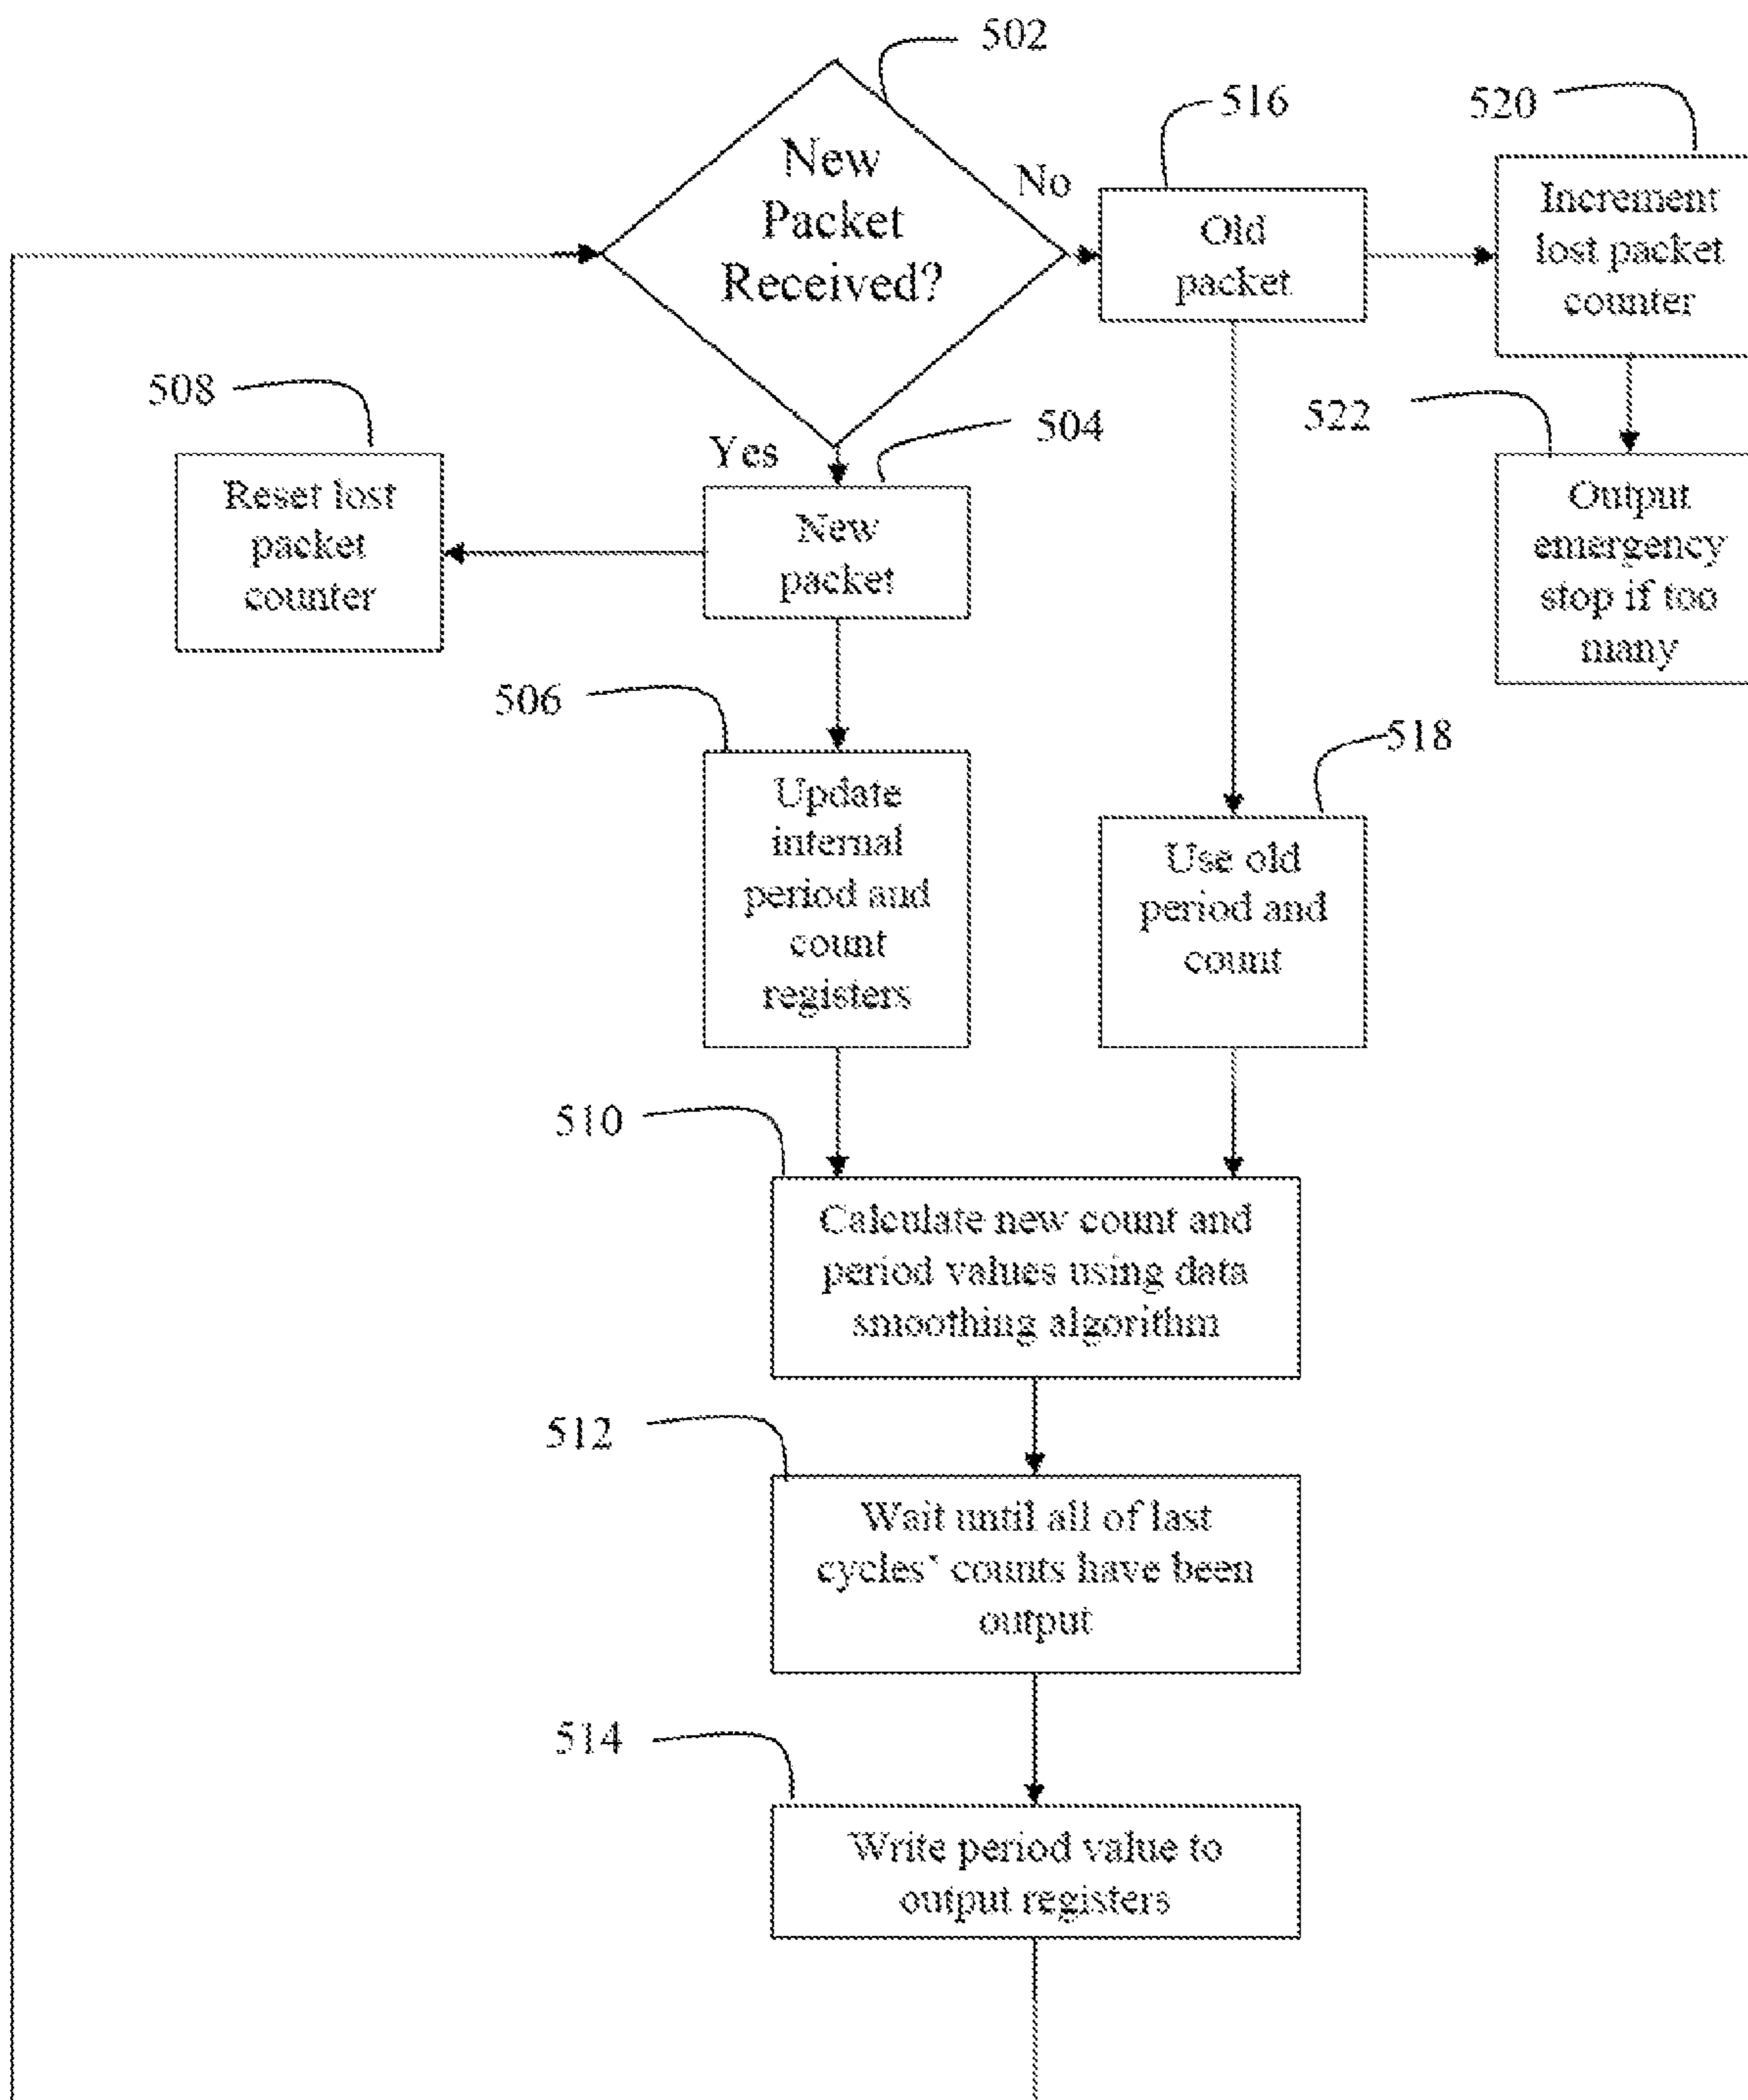 502
516
520
New
Packet
Received?
No
Old
packet
Increment
lost packet
counter
508
Yes
504
522
Reset lost
packet
counter
New
packet
Output
emergency
stop if too
many
506
518
Update
internal
period and
count
registers
Use old
period and
count
510
Calculate new count and
period values using data
smoothing algorithm
512
Wait until all of last
cycles' counts have been
output
514
Write period value to
output registers